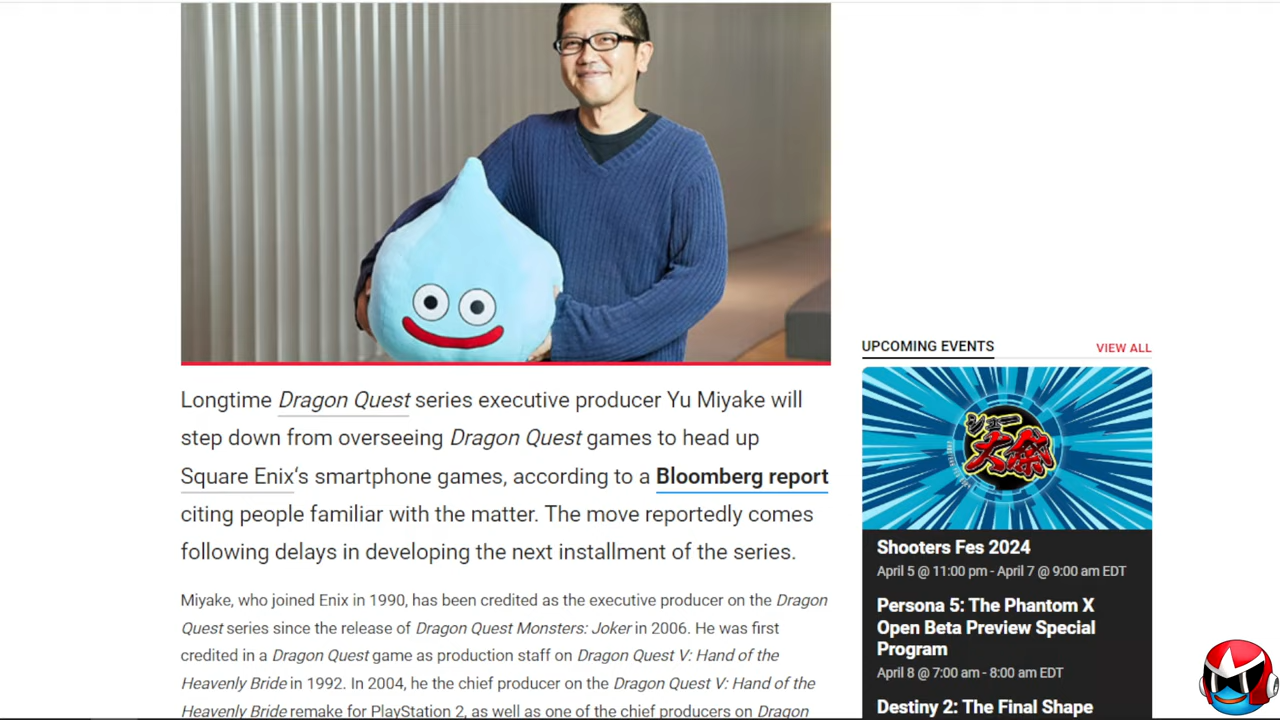 Longtime Dragon Quest series executive producer Yu Miyake will
step down from overseeing Dragon Quest games to head up
Square Enix‘s smartphone games, according to a Bloomberg report
citing people familiar with the matter. The move reportedly comes
following delays in developing the next installment of the series.
Miyake, who joined Enix in 1990, has been credited as the executive producer on the Dragon
Quest series since the release of Dragon Quest Monsters: Joker in 2006. He was first
credited in a Dragon Quest game as production staff on Dragon Quest V: Hand of the
Heavenly Bride in 1992. In 2004, he the chief producer on the Dragon Quest V: Hand of the
Heavenly Bride remake for PlayStation 2, as well as one of the chief producers on Dragon
UPCOMING EVENTS
VIEW ALL
シュー
大祭
Shooters Fes 2024
April 5 @ 11:00 pm - April 7 @ 9:00 am EDT
Persona 5: The Phantom X
Open Beta Preview Special
Program
April 8 @ 7:00 am - 8:00 am EDT
Destiny 2: The Final Shape